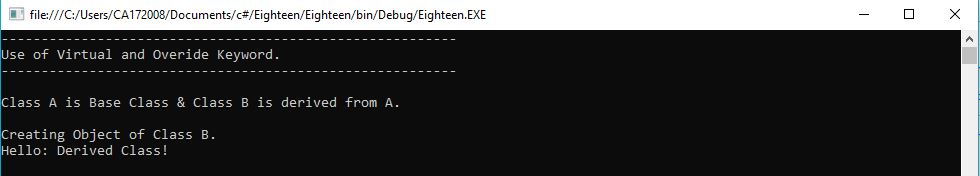 file:///C:/Users/CA172008/Documents/c#/Eighteen/Eighteen/bin/Debug/Eighteen.EXE
---------------------------------------------------------
Use of Virtual and Overide Keyword.
---------------------------------------------------------
Class A is Base Class & Class B is derived from A.
Creating Object of Class B.
Hello: Derived Class!